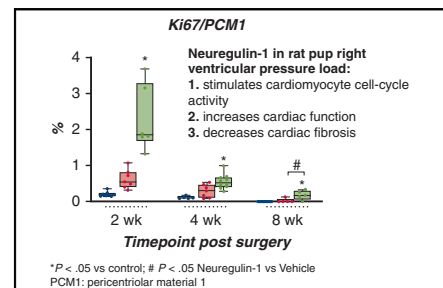 Ki67/PCM1
4
3
2
1
0
%
*
*
#
*
Neuregulin-1 in rat pup right
ventricular pressure load:
1. stimulates cardiomyocyte cell-cycle
activity
2. increases cardiac function
3. decreases cardiac fibrosis
2 wk
4 wk
8 wk
Timepoint post surgery
*P < .05 vs control; # P < .05 Neuregulin-1 vs Vehicle
PCM1: pericentriolar material 1